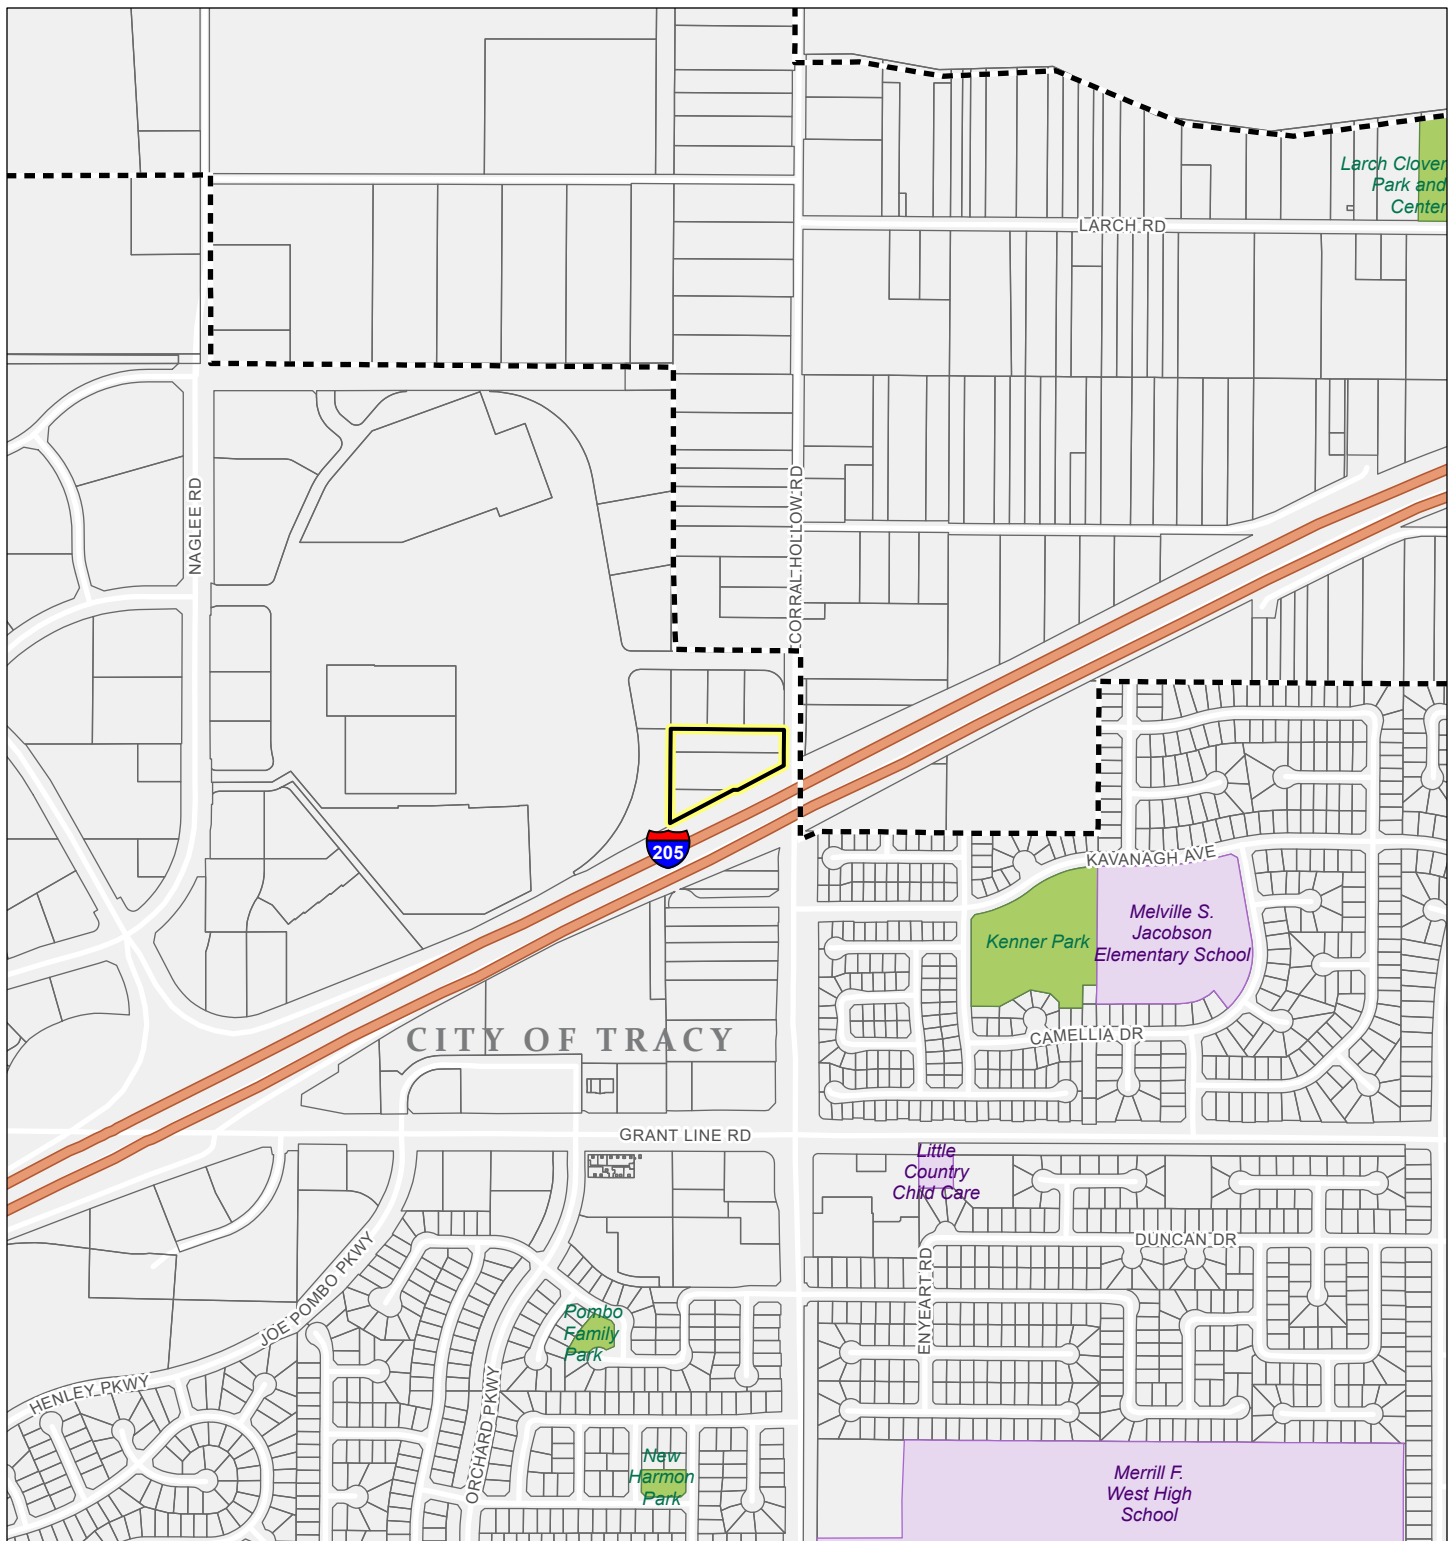 Larch Clover
Park and
Center
LARCH RD
NAGLEE RD
CORRAL HOLLOW RD
205
KAVANAGH AVE
Melville S.
Jacobson
Elementary School
Kenner Park
CAMELLIA DR
CITY OF TRACY
GRANT LINE RD
Little
Country
Child Care
DUNCAN DR
ENYEART RD
JOE POMBO PKWY
Pombo
Family
Park
HENLEY PKWY
ORCHARD PKWY
New
Harmon
Park
Merrill F.
West High
School